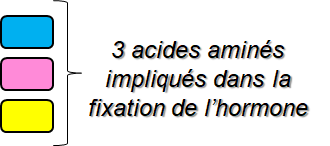 3 acides aminés
impliqués dans la
fixation de l’hormone